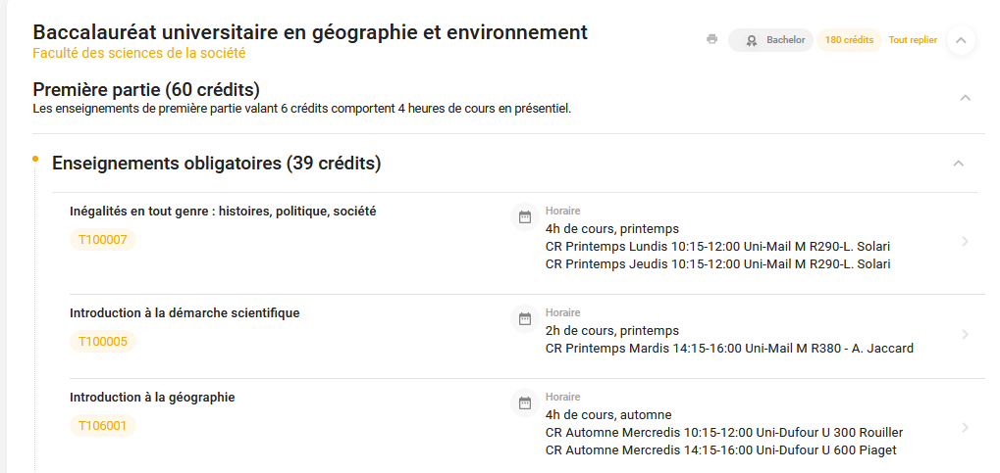 Baccalauréat universitaire en géographie et environnement
Faculté des sciences de la société
Bachelor
180 crédits
Tout replier
Première partie (60 crédits)
Les enseignements de première partie valant 6 crédits comportent 4 heures de cours en présentiel.
Enseignements obligatoires (39 crédits)
Inégalités en tout genre : histoires, politique, société
T100007
Horaire
4h de cours, printemps
CR Printemps Lundis 10:15-12:00 Uni-Mail M R290-L. Solari
CR Printemps Jeudis 10:15-12:00 Uni-Mail M R290-L. Solari
Introduction à la démarche scientifique
T100005
Horaire
2h de cours, printemps
CR Printemps Mardis 14:15-16:00 Uni-Mail M R380 - A. Jaccard
Introduction à la géographie
T106001
Horaire
4h de cours, automne
CR Automne Mercredis 10:15-12:00 Uni-Dufour U 300 Rouiller
CR Automne Mercredis 14:15-16:00 Uni-Dufour U 600 Piaget